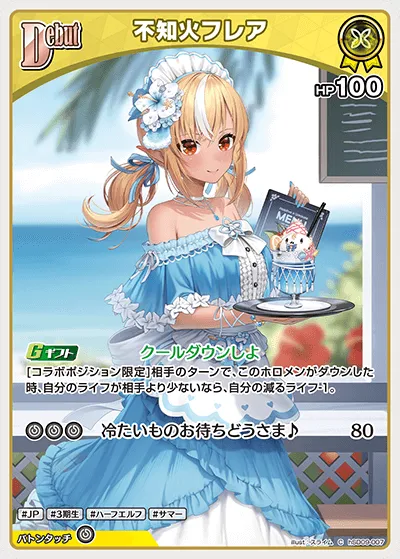 Debut
不知火フレア
HP100
MENU
Gギフト クールダウンしよ
[コラボポジション限定]相手のターンで、このホロメンがダウンした
時、自分のライフが相手より少ないなら、自分の減るライフ-1。
冷たいものお待ちどうさま♪ 80
#JP #3期生 #ハーフエルフ #サマー
バトンタッチ
illust スライム C hSD09-007